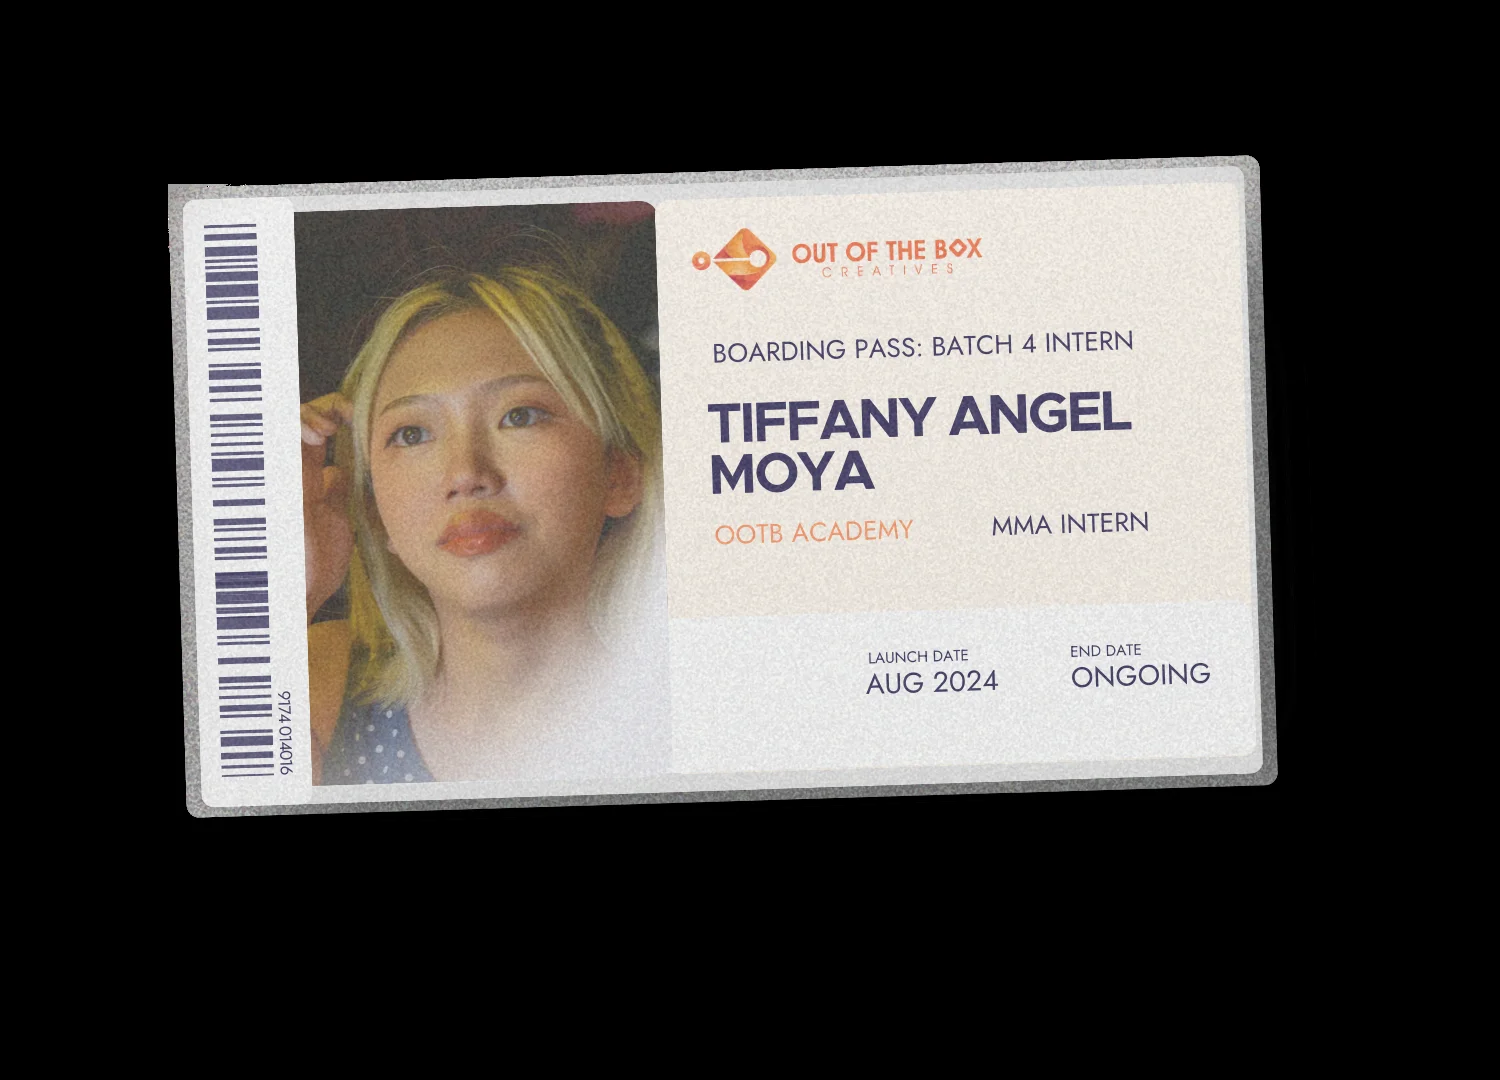 OUT OF THE BOX
CREATIVES
BOARDING PASS: BATCH 4 INTERN
TIFFANY ANGEL
MOYA
OOTB ACADEMY
MMA INTERN
LAUNCH DATE
AUG 2024
END DATE
ONGOING
9174 014016